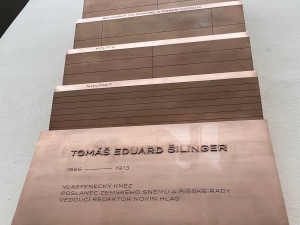 POLITIK
NOVINÁŘ
TOMÁŠ EDUARD ŠILINGER
1866 1913
VLASTENECKÝ KNĚZ
POSLANEC ZEMSKÉHO SNĚMU A ŘÍŠSKÉ RADY
VEDOUCÍ REDAKTOR NOVIN HLAS